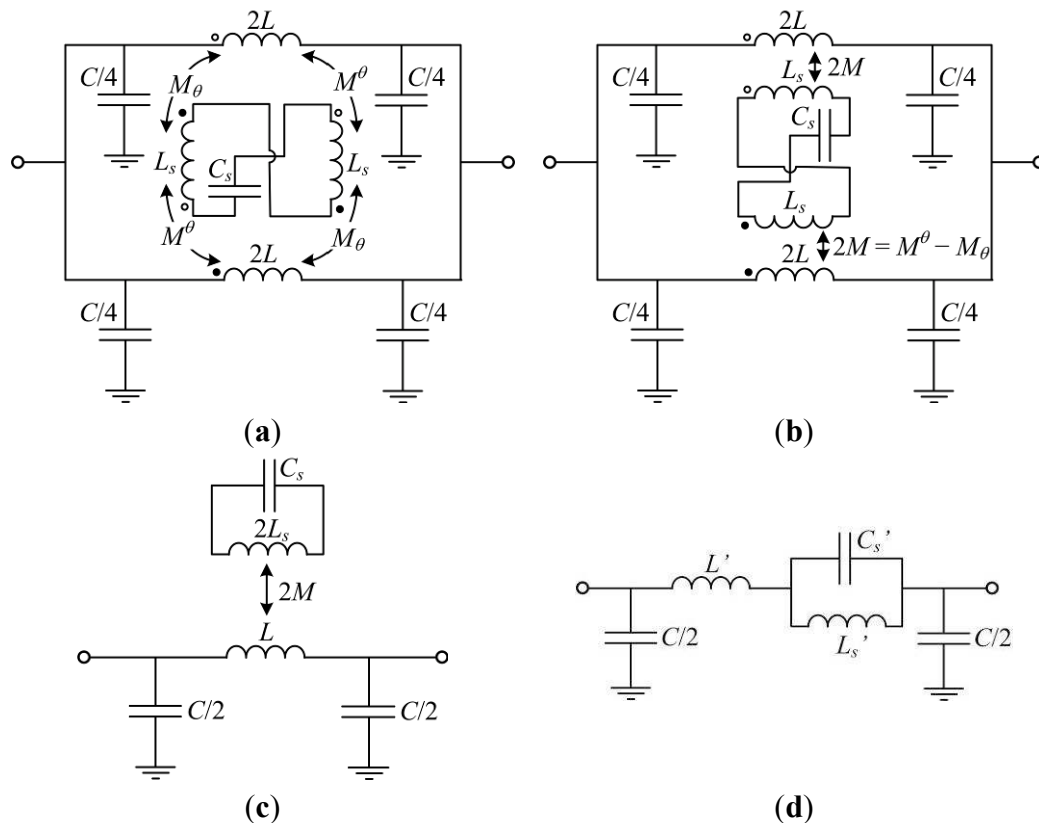 2L
C/4
C/4
M_θ
M^θ
L_s
C_s
L_s
M^θ
M_θ
2L
C/4
C/4
(a)
2L
2M
C/4
C/4
L_s
C_s
L_s
2M = M^θ − M_θ
2L
C/4
C/4
(b)
C_s
2L_s
2M
L
C/2
C/2
(c)
C_s’
L’
L_s’
C/2
C/2
(d)